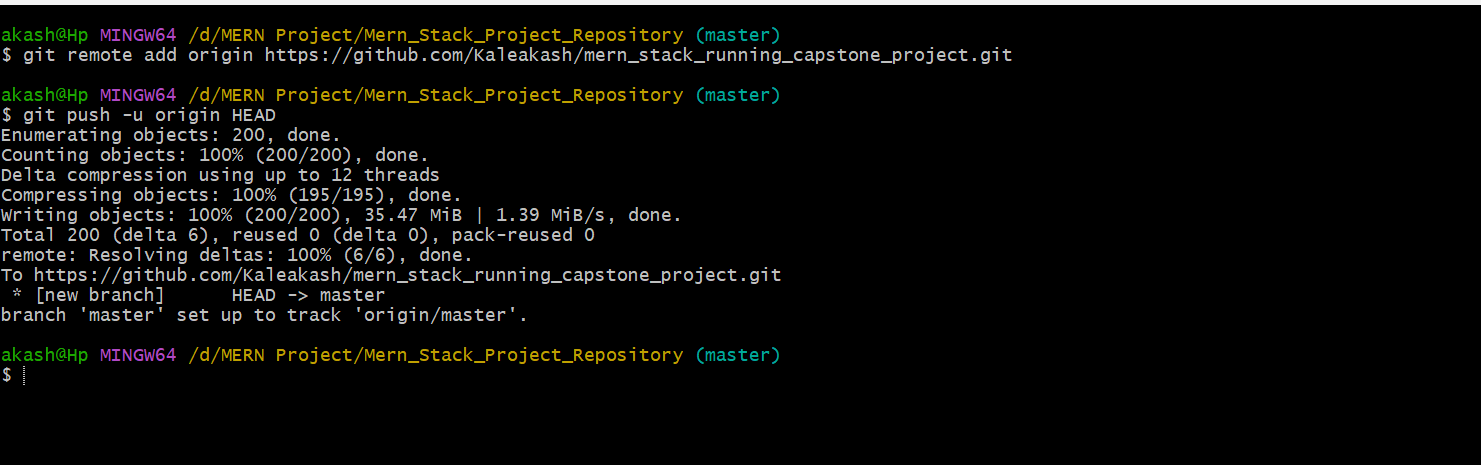 akash@Hp MINGW64 /d/MERN Project/Mern_Stack_Project_Repository (master)
$ git remote add origin https://github.com/Kaleakash/mern_stack_running_capstone_project.git
akash@Hp MINGW64 /d/MERN Project/Mern_Stack_Project_Repository (master)
$ git push -u origin HEAD
Enumerating objects: 200, done.
Counting objects: 100% (200/200), done.
Delta compression using up to 12 threads
Compressing objects: 100% (195/195), done.
Writing objects: 100% (200/200), 35.47 MiB | 1.39 MiB/s, done.
Total 200 (delta 6), reused 0 (delta 0), pack-reused 0
remote: Resolving deltas: 100% (6/6), done.
To https://github.com/Kaleakash/mern_stack_running_capstone_project.git
 * [new branch]      HEAD -> master
branch 'master' set up to track 'origin/master'.
akash@Hp MINGW64 /d/MERN Project/Mern_Stack_Project_Repository (master)
$